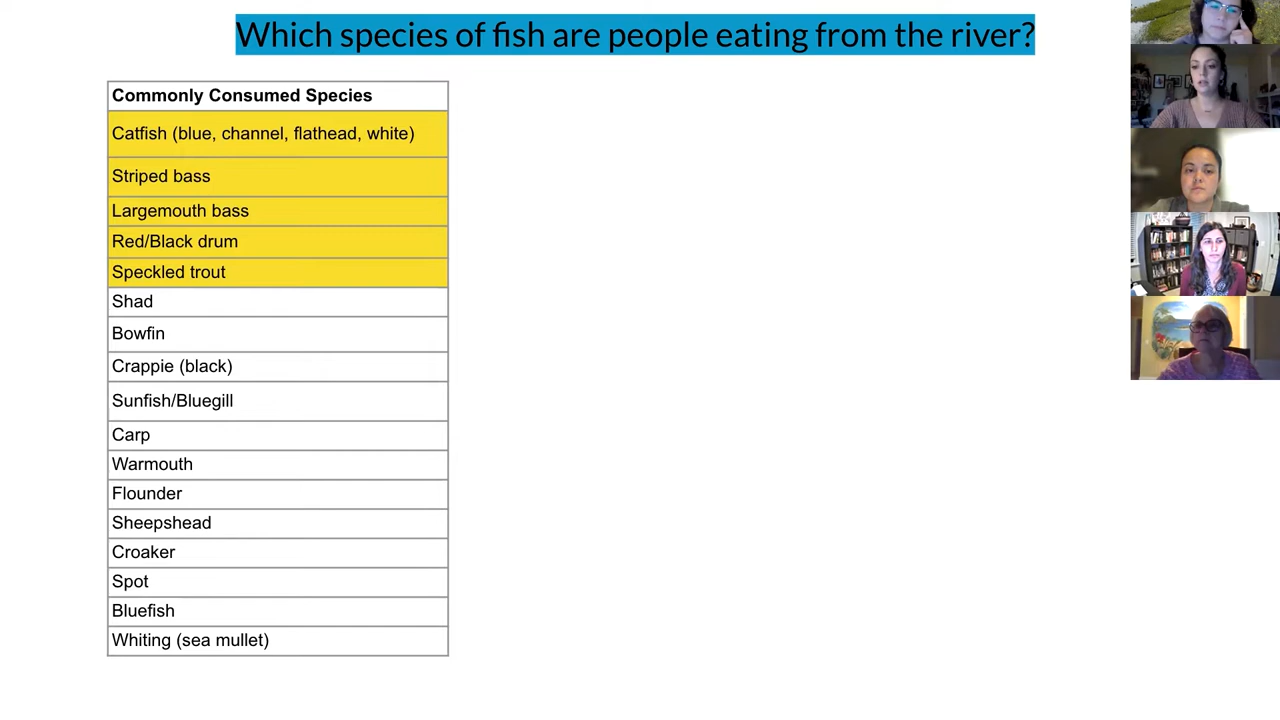 Which species of fish are people eating from the river?
Commonly Consumed Species
Catfish (blue, channel, flathead, white)
Striped bass
Largemouth bass
Red/Black drum
Speckled trout
Shad
Bowfin
Crappie (black)
Sunfish/Bluegill
Carp
Warmouth
Flounder
Sheepshead
Croaker
Spot
Bluefish
Whiting (sea mullet)